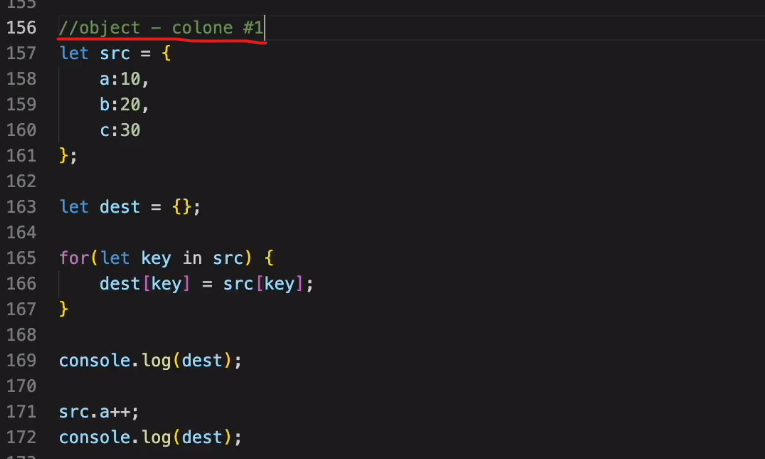 155
156 //object - colone #1
157 let src = {
158 a:10,
159 b:20,
160 c:30
161 };
162
163 let dest = {};
164
165 for(let key in src) {
166 dest[key] = src[key];
167 }
168
169 console.log(dest);
170
171 src.a++;
172 console.log(dest);
173